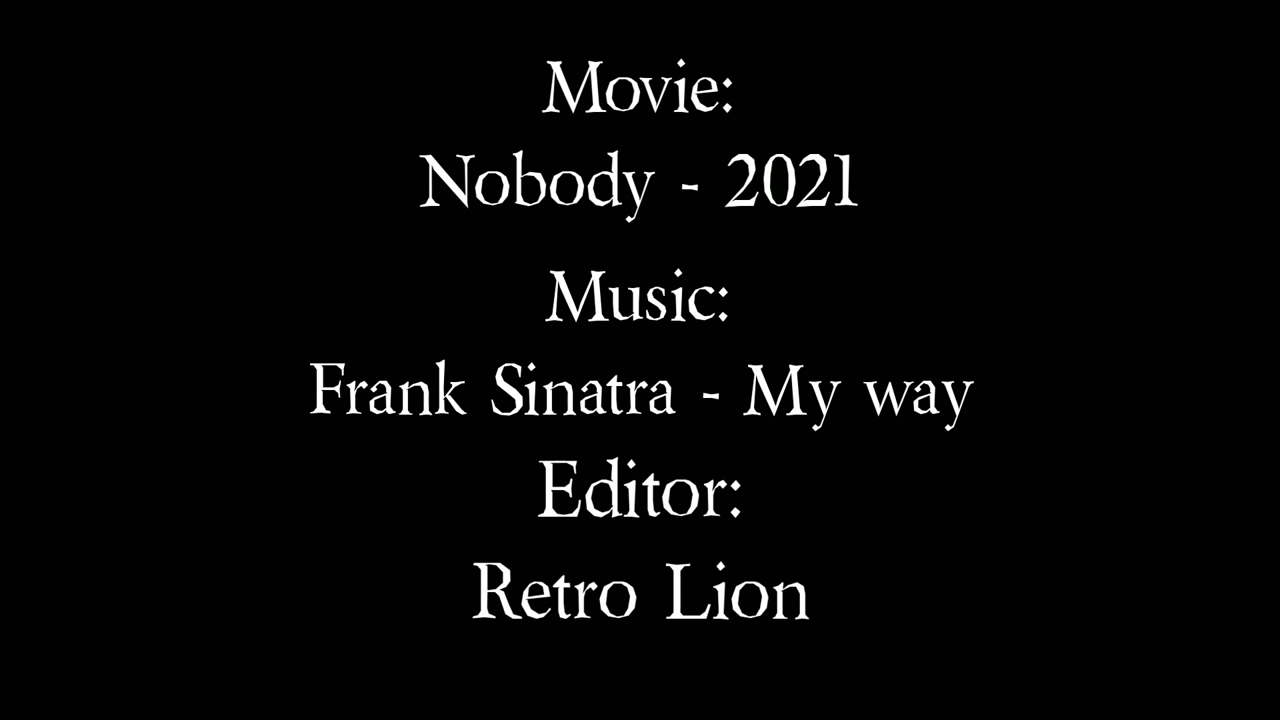 Movie:
Nobody - 2021
Music:
Frank Sinatra - My way
Editor:
Retro Lion